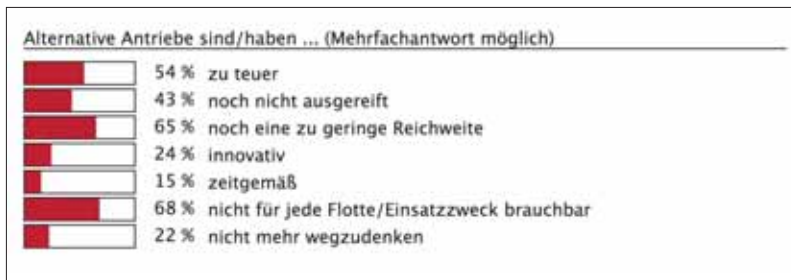 Alternative Antriebe sind/haben ... (Mehrfachantwort möglich)
54 % zu teuer
43 % noch nicht ausgereift
65 % noch eine zu geringe Reichweite
24 % innovativ
15 % zeitgemäß
68 % nicht für jede Flotte/Einsatzzweck brauchbar
22 % nicht mehr wegzudenken